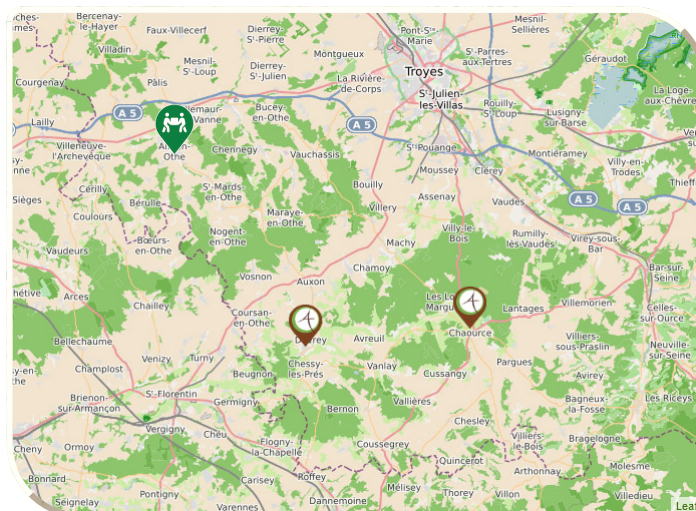 Bercenay-
le-Hayer
Faux-Villecerf
Dierrey-
St-Pierre
Pont-Ste-
Marie
Mesnil-
Sellières
Villadin
Montgueux
St-Parres-
aux-Tertres
Géraudot
Mesnil-
St-Loup
Dierrey-
St-Julien
Troyes
Courgenay
Pâlis
La Rivière-
de-Corps
St-Julien-
les-Villas
La Loge-
aux-Chèvre
Bucey-
en-Othe
Rouilly-
St-Loup
Lusigny-
sur-Barse
A 5
Lailly
A 5
Villeneuve-
l'Archevêque
Othe
Chennegy
Vauchassis
St-Pouange
Montiéramey
Villy-en-
Trodes
Moussey
Clérey
Cérilly
St-Mards-
en-Othe
Bouilly
Thieff
Sièges
Bérulle
Assenay
Vaudes
A 5
A 5
Coulours
Maraye-
en-Othe
Villery
Nogent-
en-Othe
Villy-le-
Bois
Rumilly-
lès-Vaudes
Virey-sous-
Bar
Bœurs-
en-Othe
Machy
Vaudeurs
Chamoy
Bar-sur-
Seine
Vosnon
Auxon
Arces
Villemorien
Chailley
Coursan-
en-Othe
Lantages
Celles-
sur-Ource
Chaource
Bellechaume
Avreuil
Villiers-
sous-Praslin
Neuville-
sur-Seine
Venizy
Turny
Chessy-
les-Prés
Vanlay
Pargues
Champlost
Beugnon
Cussangy
Avirey
Brienon-
sur-Armançon
St-Florentin
Germigny
Bernon
Vallières
Bagneux-
la-Fosse
Les Riceys
Vergigny
Chéu
Chesley
Cheny
Ormoy
Flogny-
la-Chapelle
Coussegrey
Villiers-
le-Bois
Bragelogne
Quincerot
Arthonnay
Molesme
Bonnard
Carisey
Roffey
Seignelay
Pontigny
Varennes
Dannemoine
Mélisey
Thorey
Villon
Villedieu
Leaf